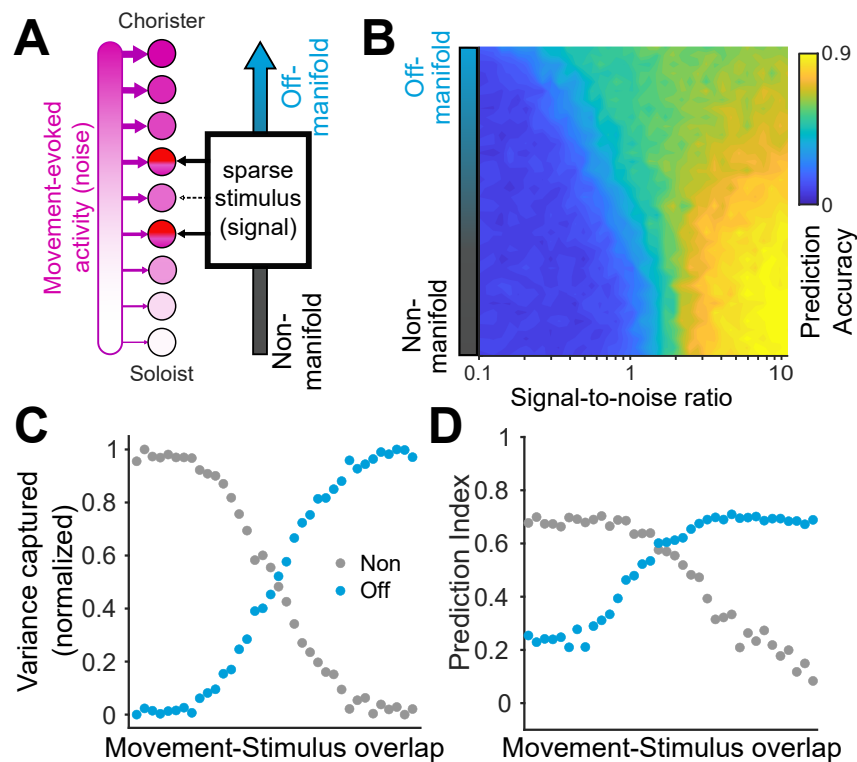 A
Chorister
Movement-evoked
activity (noise)
Off-
manifold
sparse
stimulus
(signal)
Non-
manifold
Soloist
B
Off-
manifold
Non-
manifold
0.1
1
10
Signal-to-noise ratio
0.9
0
Prediction
Accuracy
C
1
0.8
0.6
0.4
0.2
0
Variance captured
(normalized)
Non
Off
Movement-Stimulus overlap
D
1
0.8
0.6
0.4
0.2
0
Prediction Index
Movement-Stimulus overlap